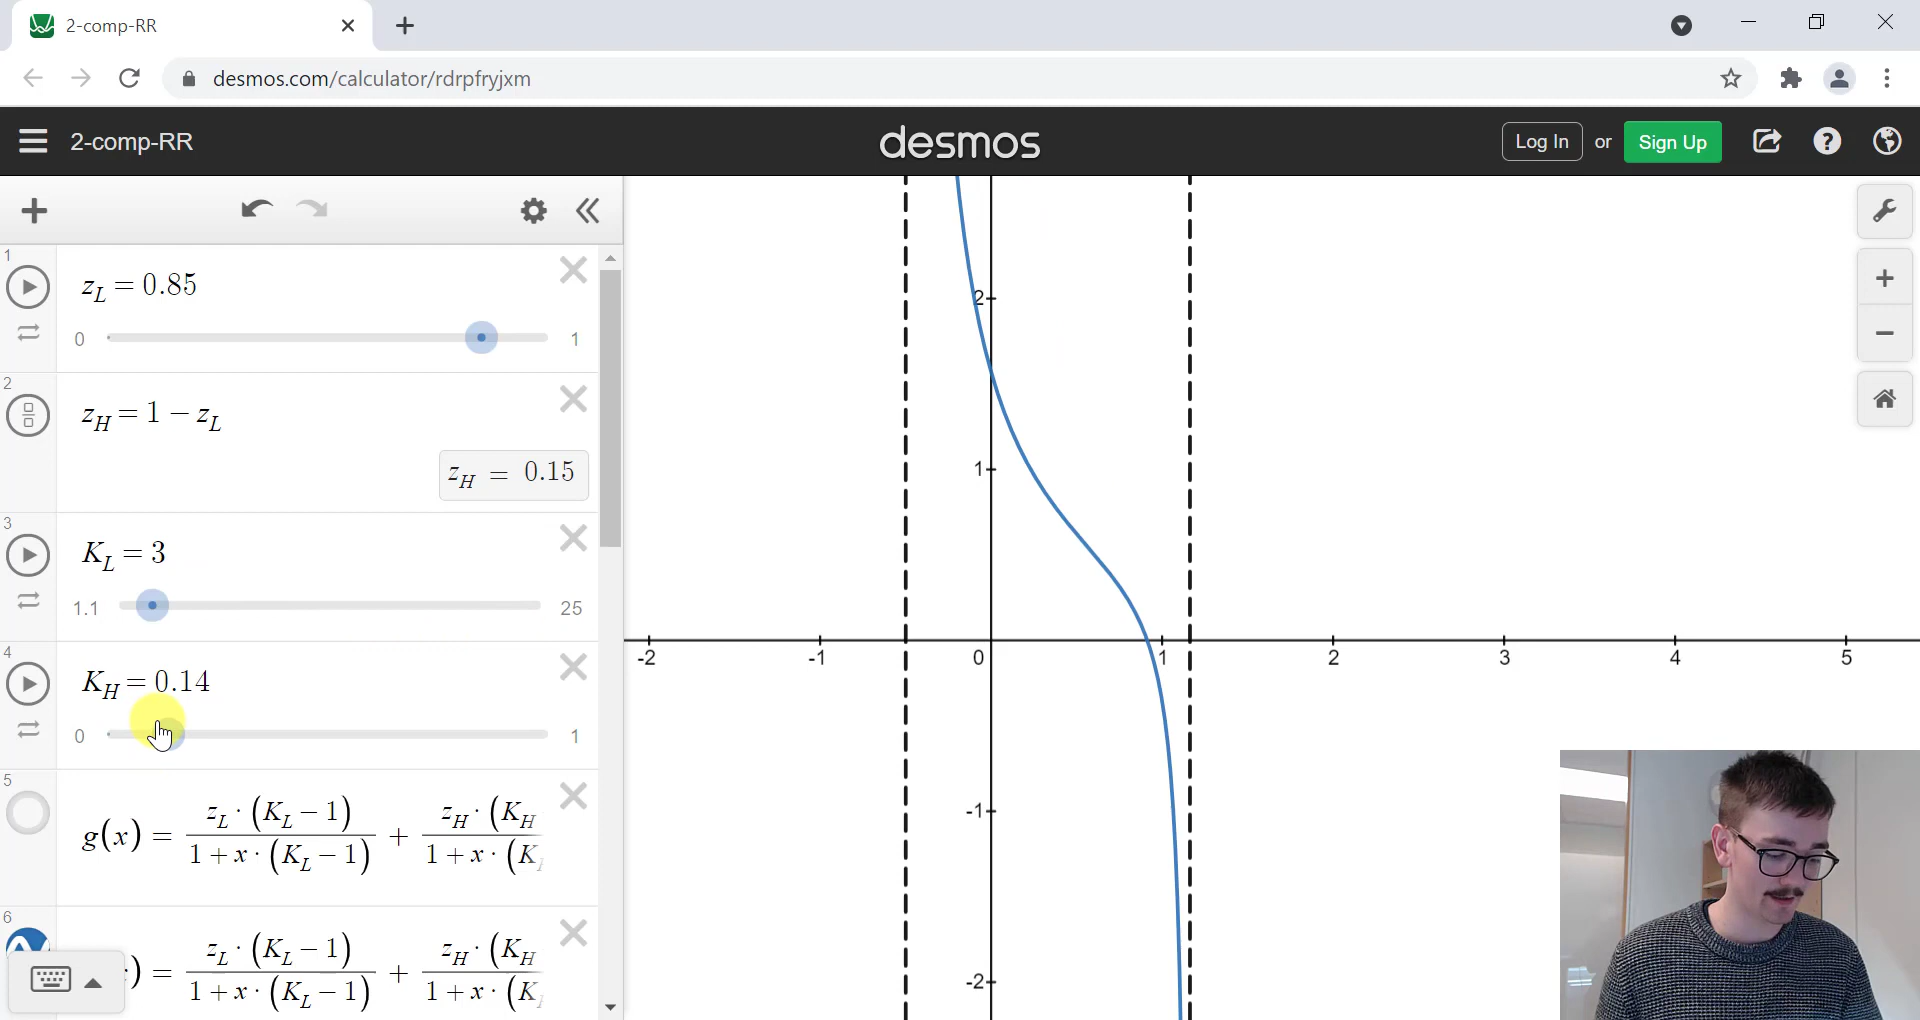 2-comp-RR
desmos.com/calculator/rdrpfryjxm
2-comp-RR
desmos
Log In or Sign Up
1
z_L = 0.85
0 1
2
z_H = 1 − z_L
z_H = 0.15
3
K_L = 3
1.1 25
4
K_H = 0.14
0 1
5
g(x) = z_L · (K_L − 1) / 1 + x · (K_L − 1) + z_H · (K_H / 1 + x · (K
6
) = z_L · (K_L − 1) / 1 + x · (K_L − 1) + z_H · (K_H / 1 + x · (K
2
1
-2 -1 0 1 2 3 4 5
-1
-2